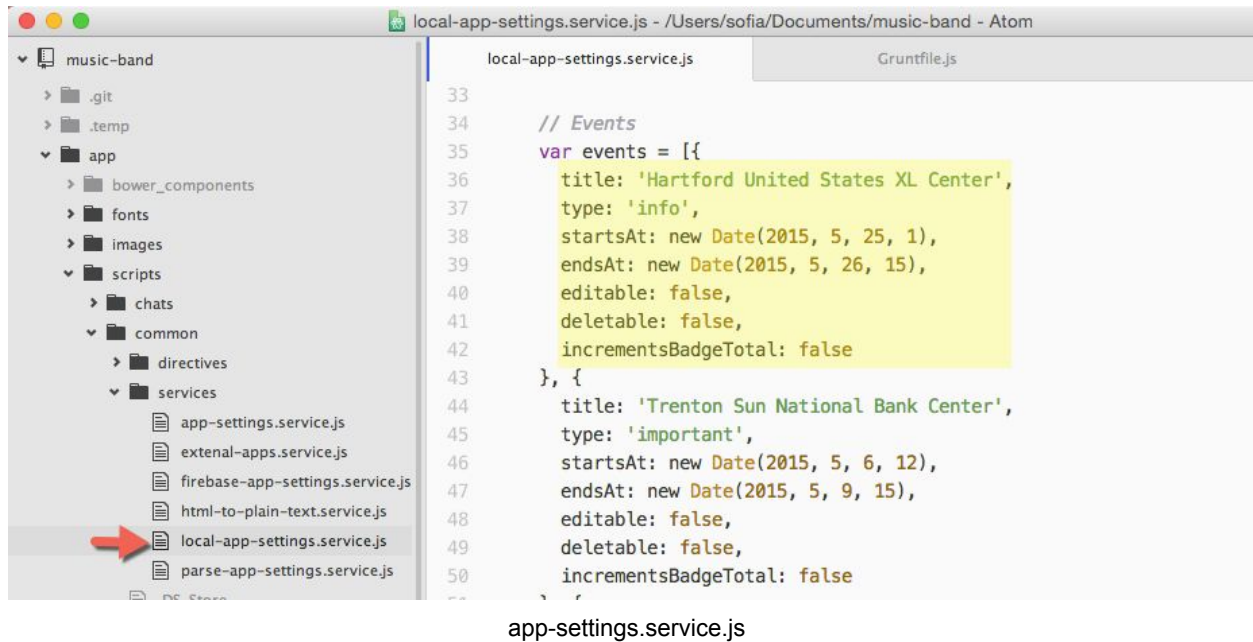 local-app-settings.service.js - /Users/sofia/Documents/music-band - Atom
music-band
.git
.temp
app
bower_components
fonts
images
scripts
chats
common
directives
services
app-settings.service.js
extenal-apps.service.js
firebase-app-settings.service.js
html-to-plain-text.service.js
local-app-settings.service.js
parse-app-settings.service.js
.DS_Store
local-app-settings.service.js
Gruntfile.js
33
34 // Events
35 var events = [{
36 title: 'Hartford United States XL Center',
37 type: 'info',
38 startsAt: new Date(2015, 5, 25, 1),
39 endsAt: new Date(2015, 5, 26, 15),
40 editable: false,
41 deletable: false,
42 incrementsBadgeTotal: false
43 }, {
44 title: 'Trenton Sun National Bank Center',
45 type: 'important',
46 startsAt: new Date(2015, 5, 6, 12),
47 endsAt: new Date(2015, 5, 9, 15),
48 editable: false,
49 deletable: false,
50 incrementsBadgeTotal: false
app-settings.service.js